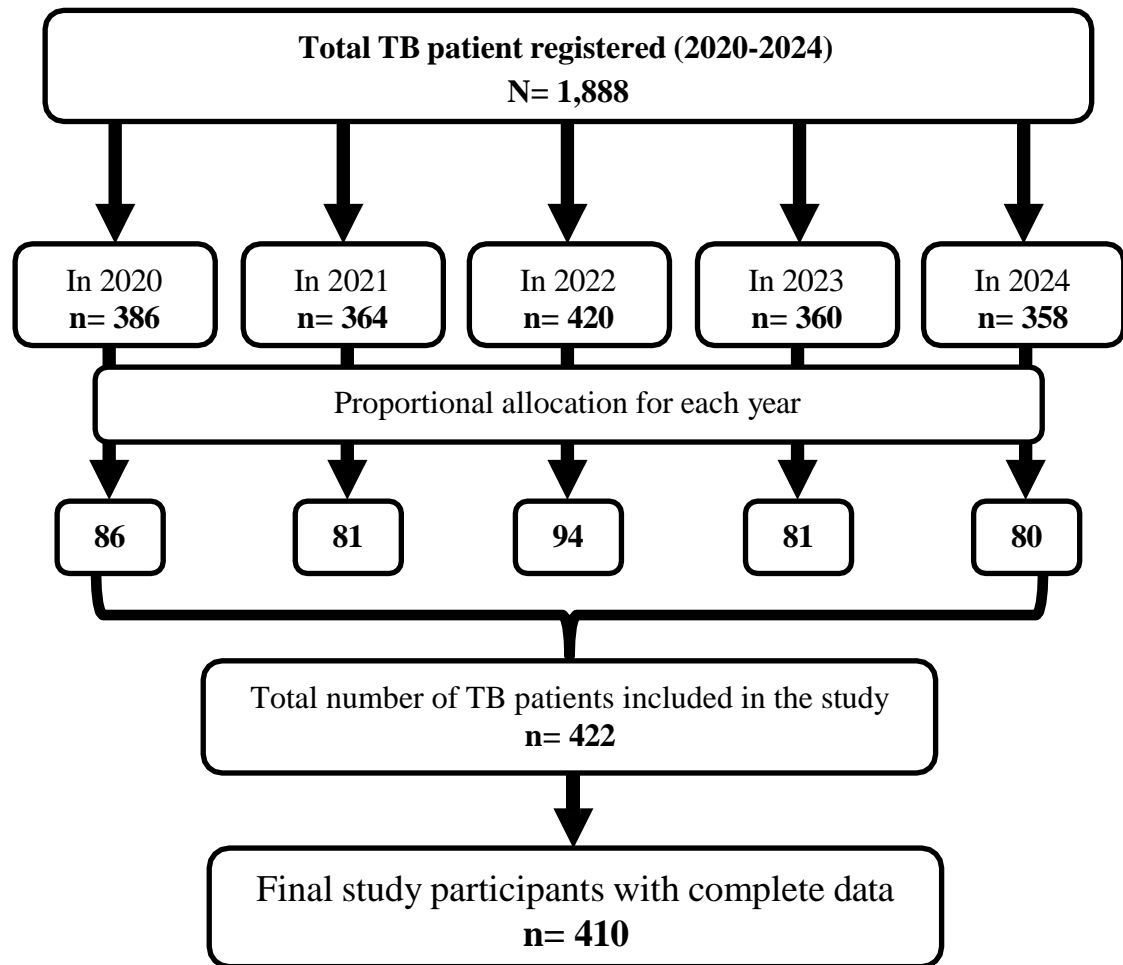 Total TB patient registered (2020-2024)
N= 1,888
In 2020
n= 386
In 2021
n= 364
In 2022
n= 420
In 2023
n= 360
In 2024
n= 358
Proportional allocation for each year
86
81
94
81
80
Total number of TB patients included in the study
n= 422
Final study participants with complete data
n= 410